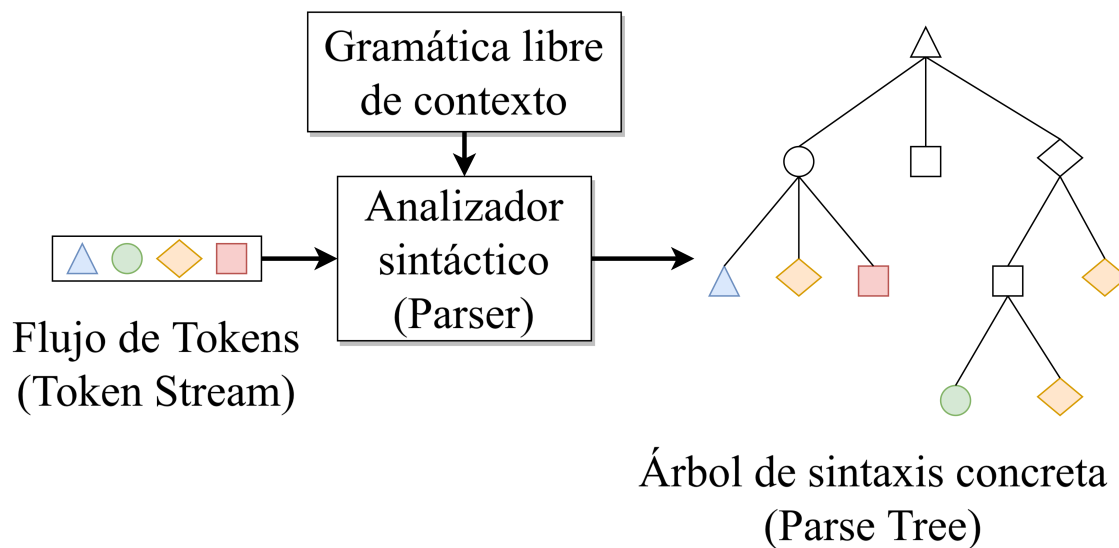 Gramática libre
de contexto
Analizador
sintáctico
(Parser)
Flujo de Tokens
(Token Stream)
Árbol de sintaxis concreta
(Parse Tree)